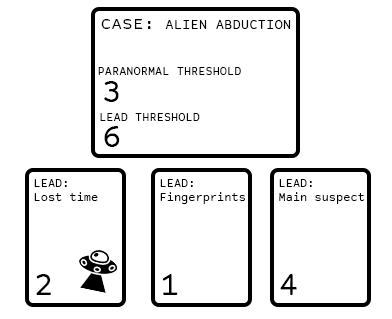 CASE: ALIEN ABDUCTION
PARANORMAL THRESHOLD
3
LEAD THRESHOLD
6
LEAD:
Lost time
2
LEAD:
Fingerprints
1
LEAD:
Main suspect
4